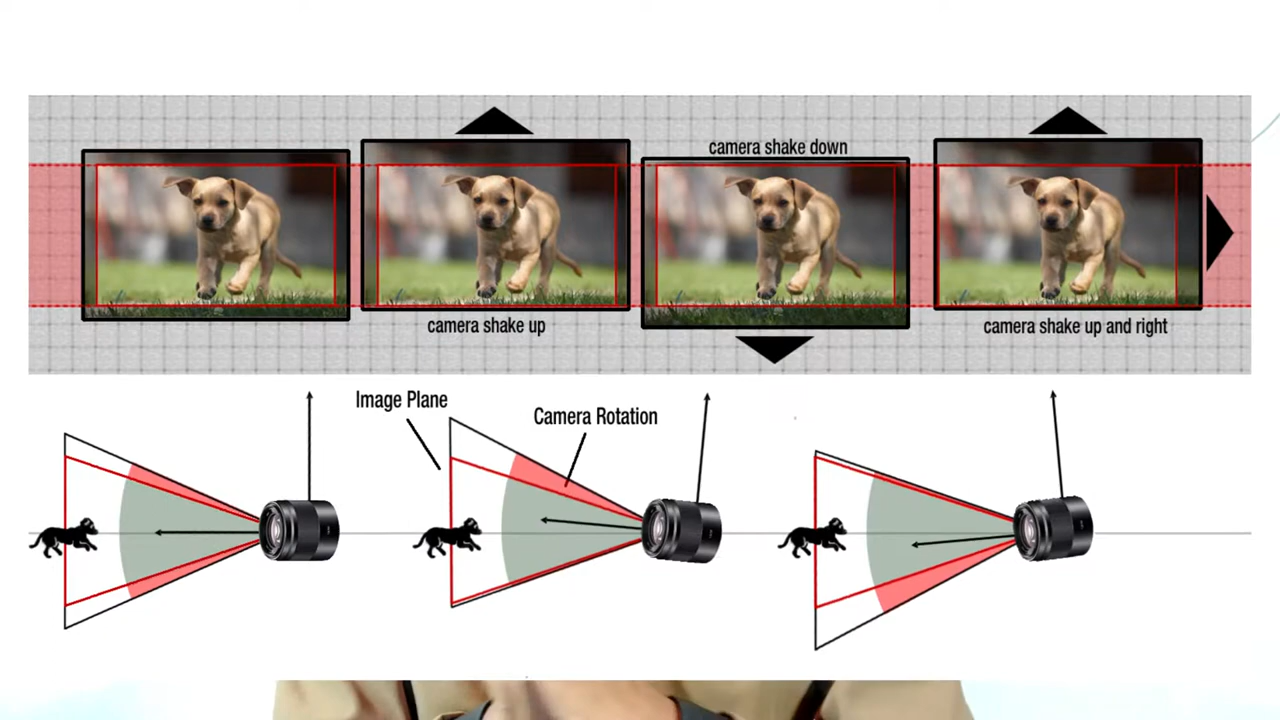 camera shake down
camera shake up
camera shake up and right
Image Plane
Camera Rotation